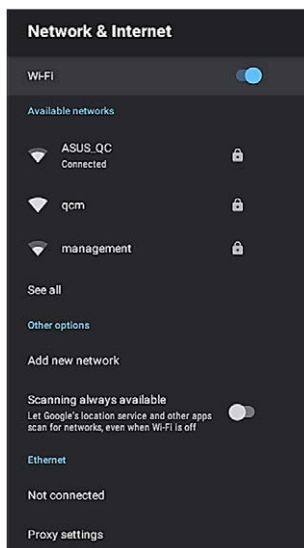 Network & Internet
Wi-Fi
Available networks
ASUS_QC
Connected
qcm
management
See all
Other options
Add new network
Scanning always available
Let Google's location service and other apps
scan for networks, even when Wi-Fi is off
Ethernet
Not connected
Proxy settings